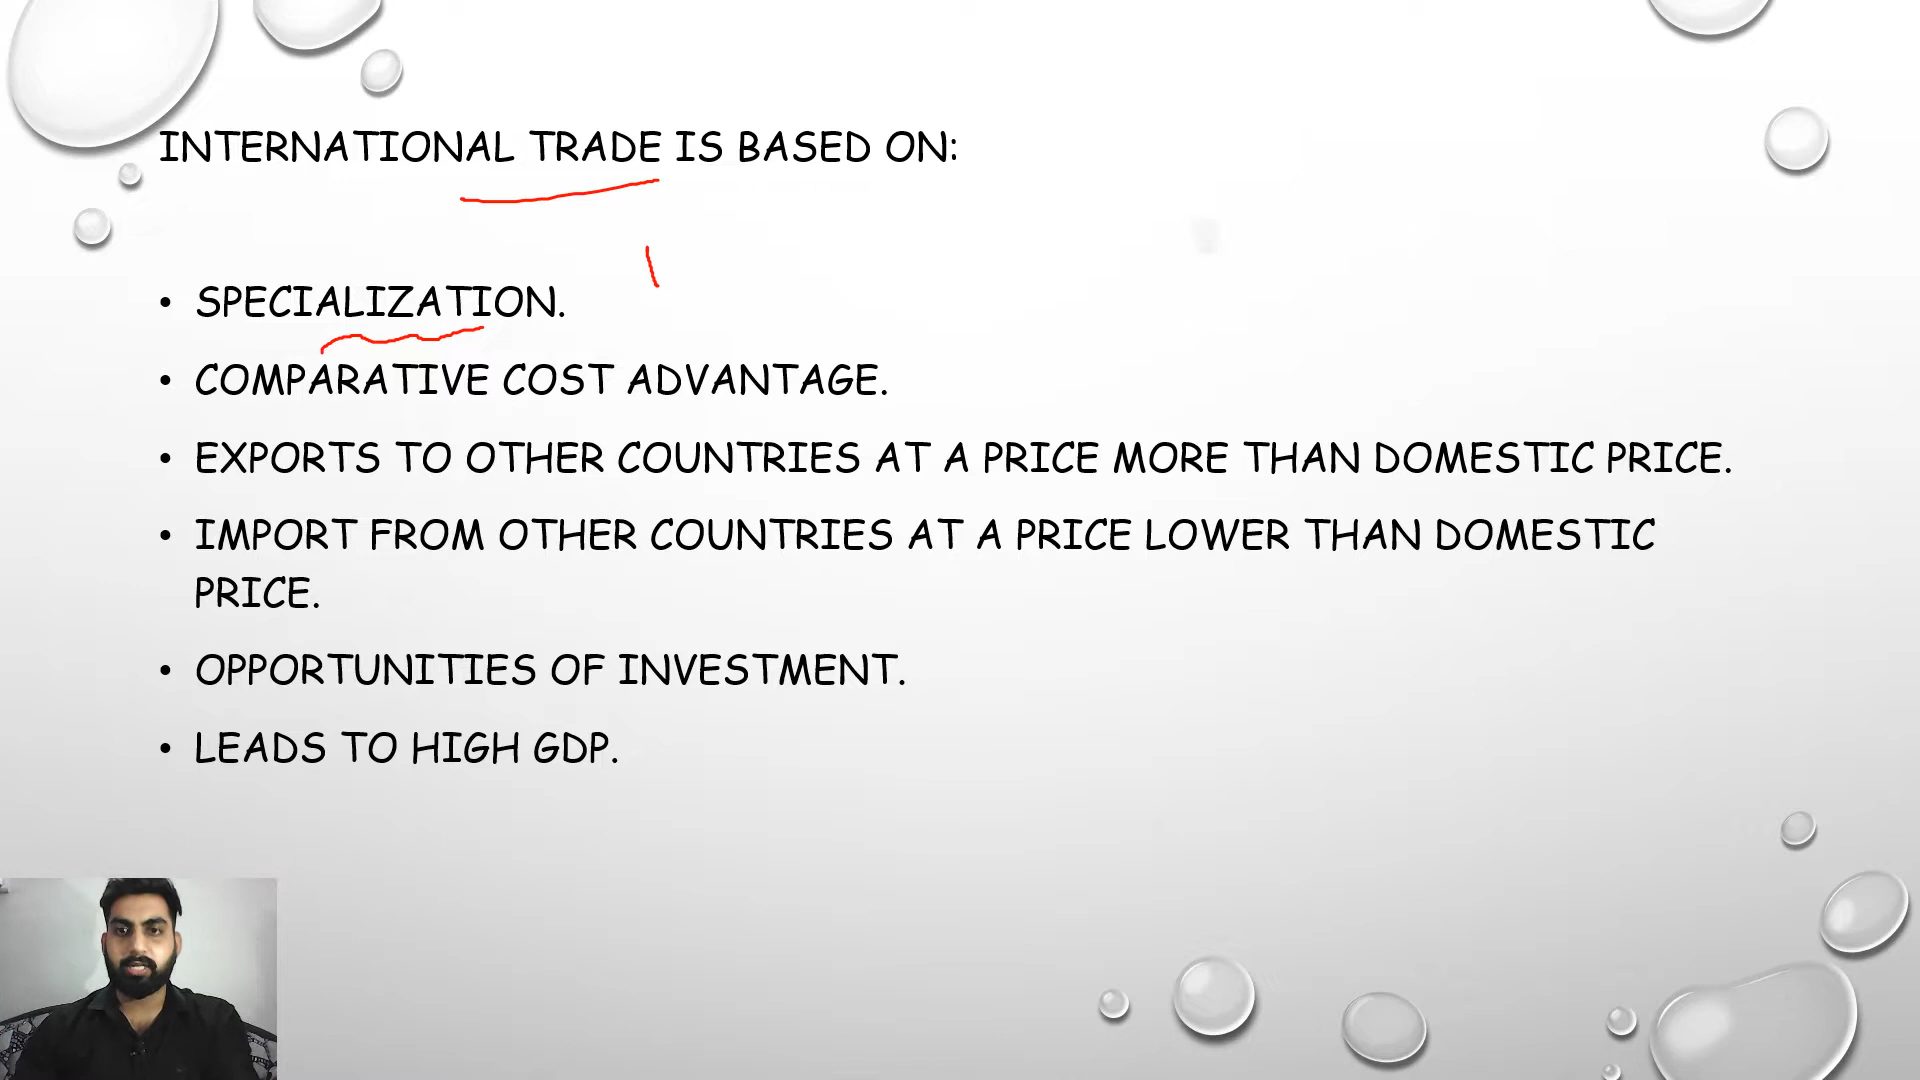 INTERNATIONAL TRADE IS BASED ON:
• SPECIALIZATION.
• COMPARATIVE COST ADVANTAGE.
• EXPORTS TO OTHER COUNTRIES AT A PRICE MORE THAN DOMESTIC PRICE.
• IMPORT FROM OTHER COUNTRIES AT A PRICE LOWER THAN DOMESTIC
PRICE.
• OPPORTUNITIES OF INVESTMENT.
• LEADS TO HIGH GDP.